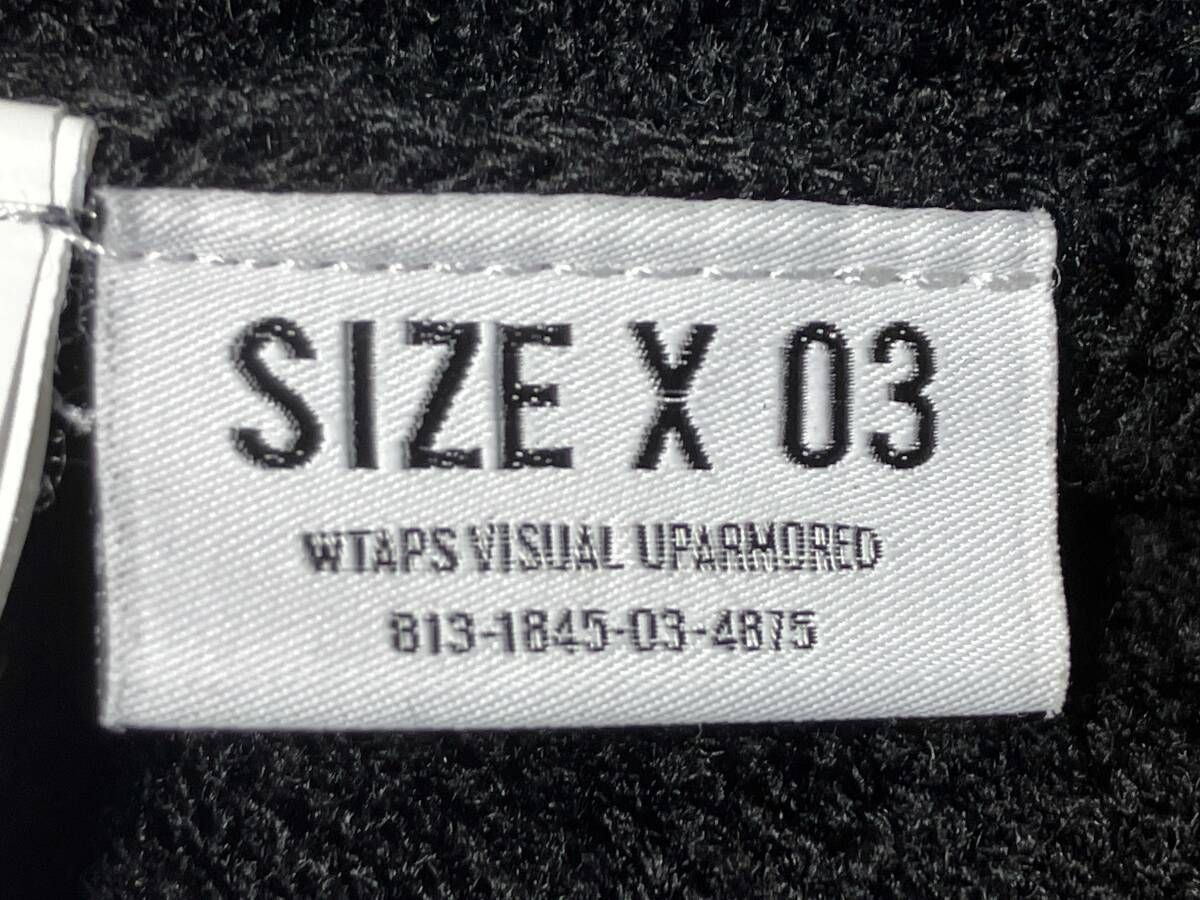 SIZE X 03
WTAPS VISUAL UPARMORED
813-1845-03-4875